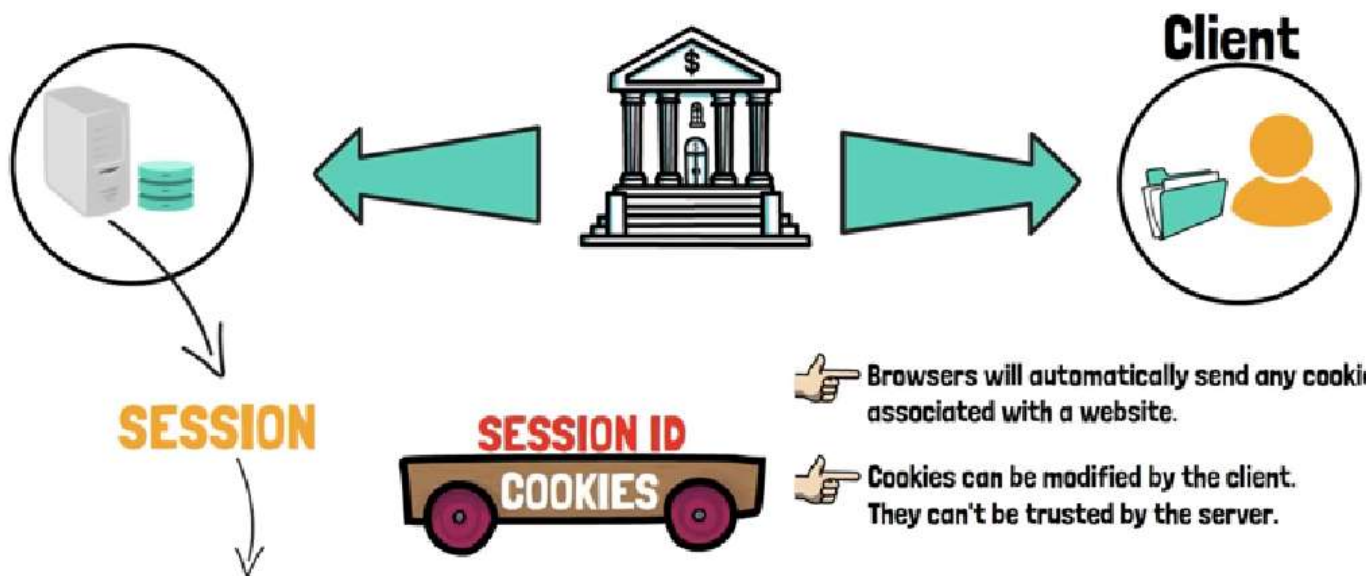 Client
$
SESSION
SESSION ID
COOKIES
Browsers will automatically send any cookie
associated with a website.
Cookies can be modified by the client.
They can't be trusted by the server.